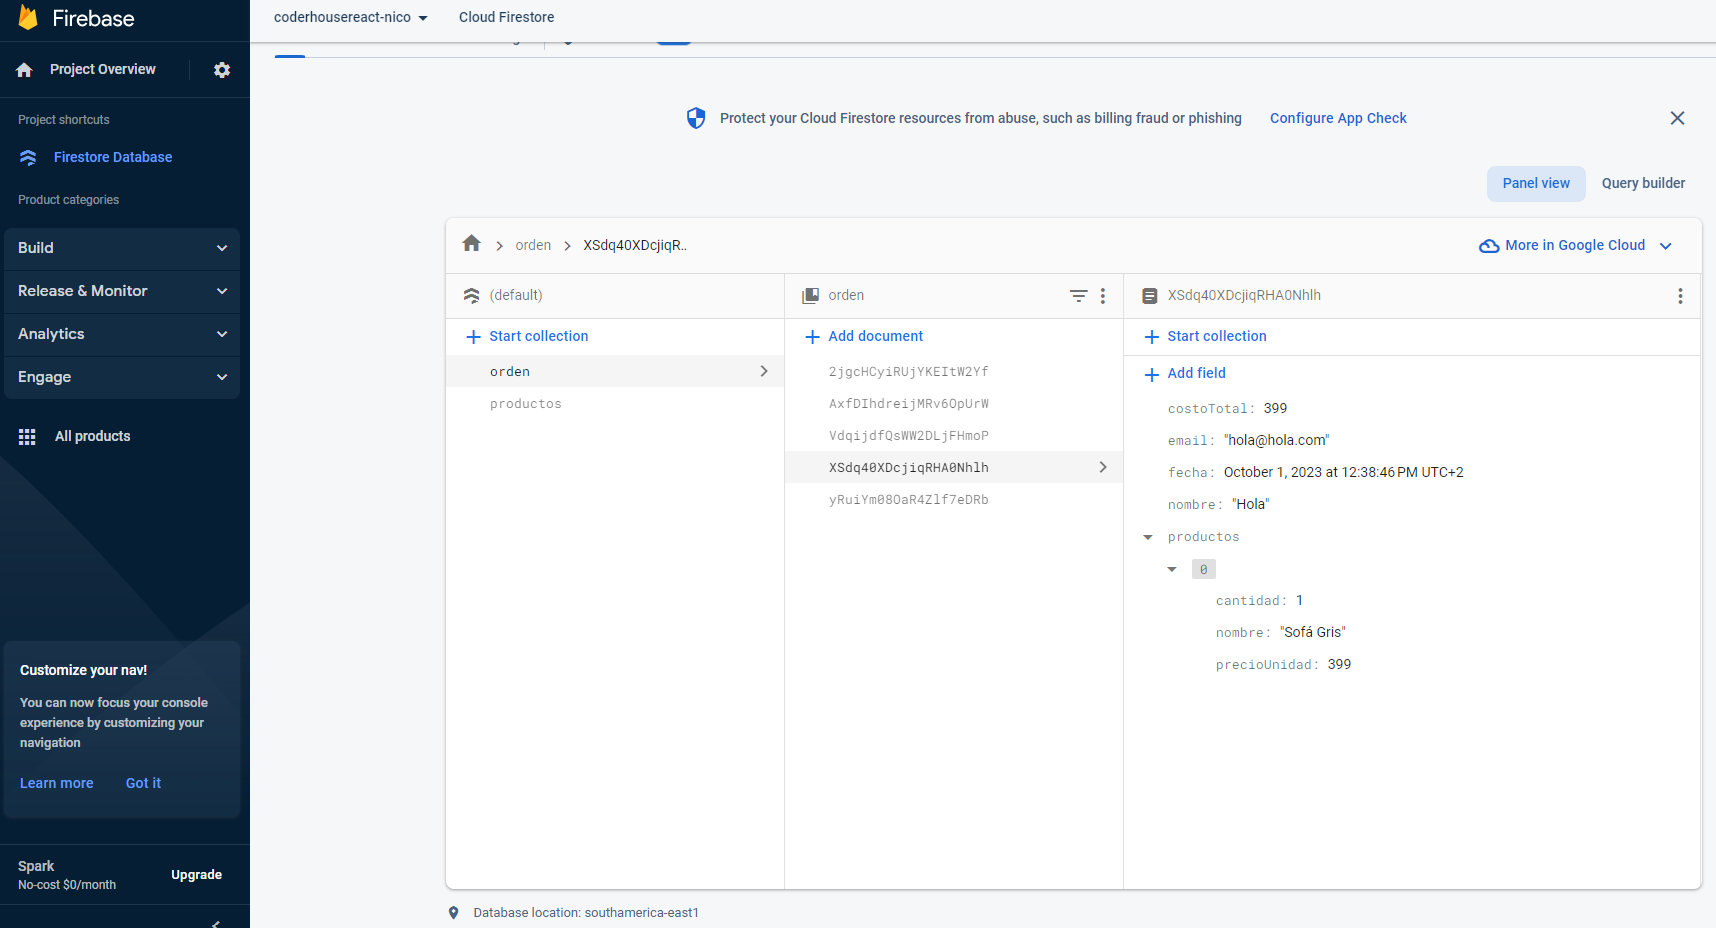 Firebase
coderhousereact-nico
Cloud Firestore
Project Overview
Project shortcuts
Firestore Database
Product categories
Build
Release & Monitor
Analytics
Engage
All products
Customize your nav!
You can now focus your console
experience by customizing your
navigation
Learn more Got it
Spark
No-cost $0/month
Upgrade
Protect your Cloud Firestore resources from abuse, such as billing fraud or phishing Configure App Check
Panel view Query builder
orden XSdq40XDcjiqR..
More in Google Cloud
(default)
Start collection
orden
productos
orden
Add document
2jgcHCyiRUjYKEItW2Yf
AxfDIhdreijMRv6OpUrW
VdqijdfQsWW2DLjFHmoP
XSdq40XDcjiqRHA0Nhlh
yRuiYm08OaR4Zlf7eDRb
XSdq40XDcjiqRHA0Nhlh
Start collection
Add field
costoTotal: 399
email: "hola@hola.com"
fecha: October 1, 2023 at 12:38:46 PM UTC+2
nombre: "Hola"
productos
0
cantidad: 1
nombre: "Sofá Gris"
precioUnidad: 399
Database location: southamerica-east1